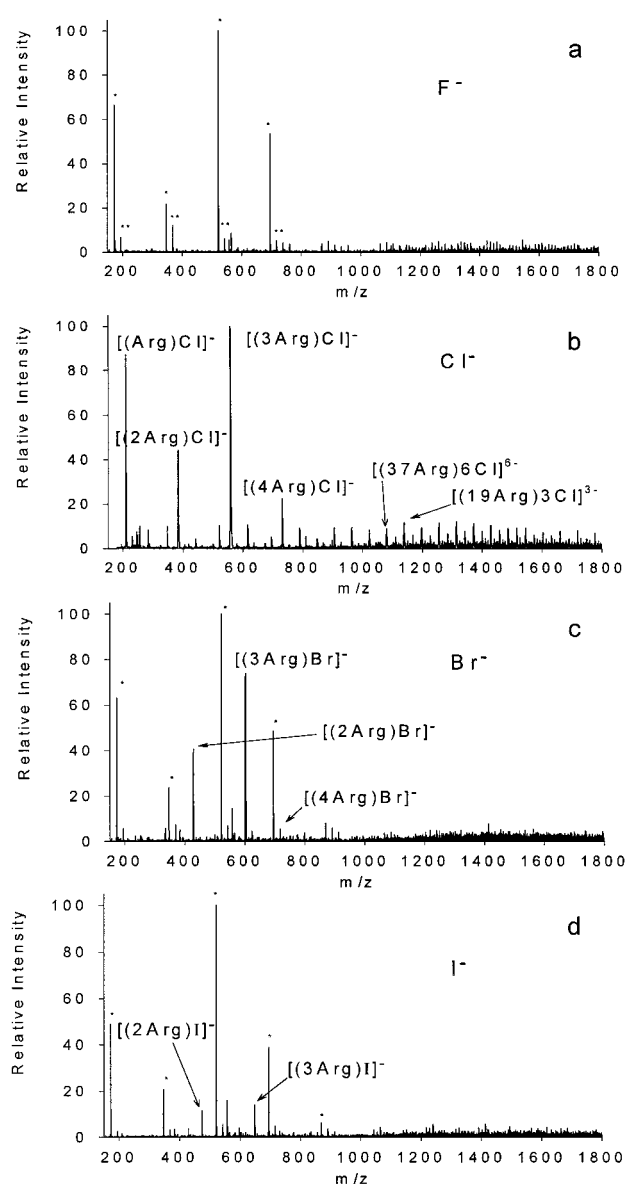 a
F⁻
Relative Intensity
100
80
60
40
20
0
* * * * ** ** ** **
200 400 600 800 1000 1200 1400 1600 1800
m/z
b
Cl⁻
Relative Intensity
100
80
60
40
20
0
[(Arg)Cl]⁻
[(3Arg)Cl]⁻
[(2Arg)Cl]⁻
[(4Arg)Cl]⁻
[(37Arg)6Cl]⁶⁻
[(19Arg)3Cl]³⁻
200 400 600 800 1000 1200 1400 1600 1800
m/z
c
Br⁻
Relative Intensity
100
80
60
40
20
0
* * * *
[(3Arg)Br]⁻
[(2Arg)Br]⁻
[(4Arg)Br]⁻
200 400 600 800 1000 1200 1400 1600 1800
m/z
d
I⁻
Relative Intensity
100
80
60
40
20
0
* * * * *
[(2Arg)I]⁻
[(3Arg)I]⁻
200 400 600 800 1000 1200 1400 1600 1800
m/z